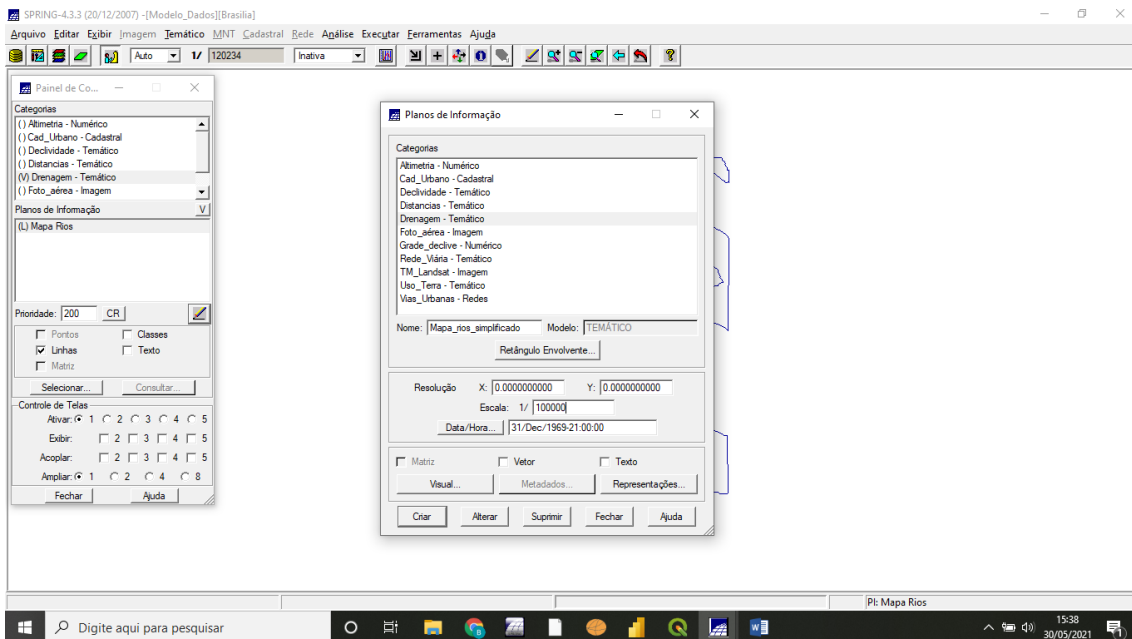 SPRING-4.3.3 (20/12/2007) -[Modelo_Dados][Brasilia]
Arquivo Editar Exibir Imagem Temático MNT Cadastral Rede Análise Executar Ferramentas Ajuda
Auto 1/ 120234 Inativa
Painel de Co...
Categorias
( ) Altimetria - Numérico
( ) Cad_Urbano - Cadastral
( ) Declividade - Temático
( ) Distancias - Temático
(V) Drenagem - Temático
( ) Foto_aérea - Imagem
Planos de Informação V
(L) Mapa Rios
Prioridade: 200 CR
Pontos Classes
Linhas Texto
Matriz
Selecionar... Consultar...
Controle de Telas
Ativar: 1 2 3 4 5
Exibir: 2 3 4 5
Acoplar: 2 3 4 5
Ampliar: 1 2 4 8
Fechar Ajuda
Planos de Informação
Categorias
Altimetria - Numérico
Cad_Urbano - Cadastral
Declividade - Temático
Distancias - Temático
Drenagem - Temático
Foto_aérea - Imagem
Grade_declive - Numérico
Rede_Viária - Temático
TM_Landsat - Imagem
Uso_Terra - Temático
Vias_Urbanas - Redes
Nome: Mapa_rios_simplificado Modelo: TEMÁTICO
Retângulo Envolvente...
Resolução X: 0.0000000000 Y: 0.0000000000
Escala: 1/ 100000
Data/Hora... 31/Dec/1969-21:00:00
Matriz Vetor Texto
Visual... Metadados... Representações...
Criar Alterar Suprimir Fechar Ajuda
PI: Mapa Rios
Digite aqui para pesquisar
15:38
30/05/2021